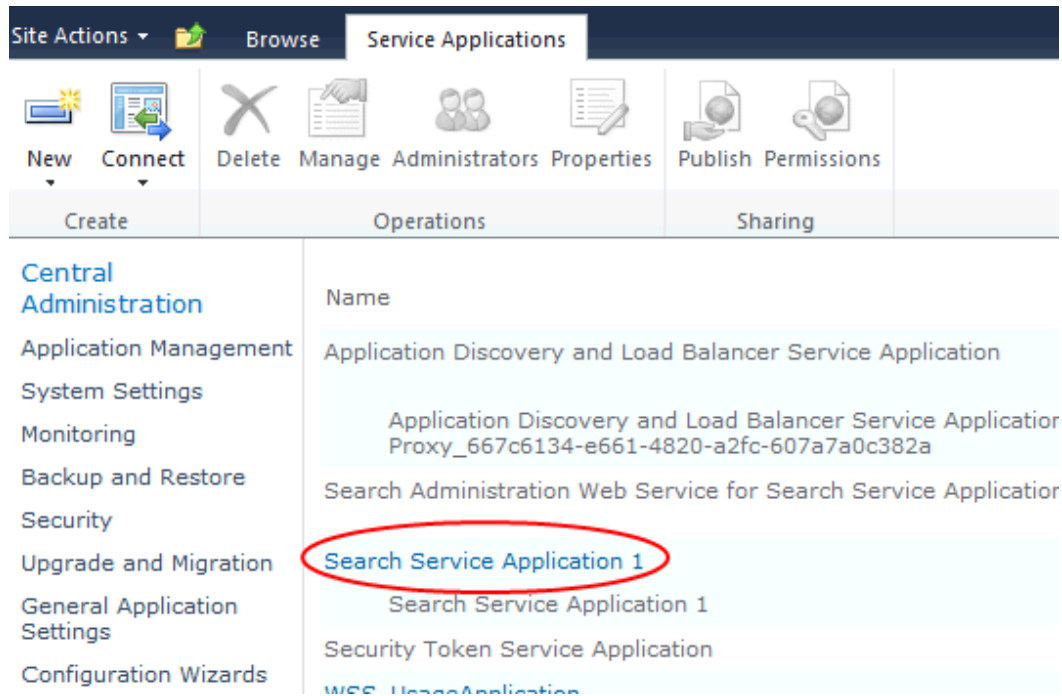 Site Actions Browse Service Applications
New Connect Delete Manage Administrators Properties Publish Permissions
Create Operations Sharing
Central
Administration
Application Management
System Settings
Monitoring
Backup and Restore
Security
Upgrade and Migration
General Application
Settings
Configuration Wizards
Name
Application Discovery and Load Balancer Service Application
Application Discovery and Load Balancer Service Application
Proxy_667c6134-e661-4820-a2fc-607a7a0c382a
Search Administration Web Service for Search Service Application
Search Service Application 1
Search Service Application 1
Security Token Service Application
WSS_UsageApplication